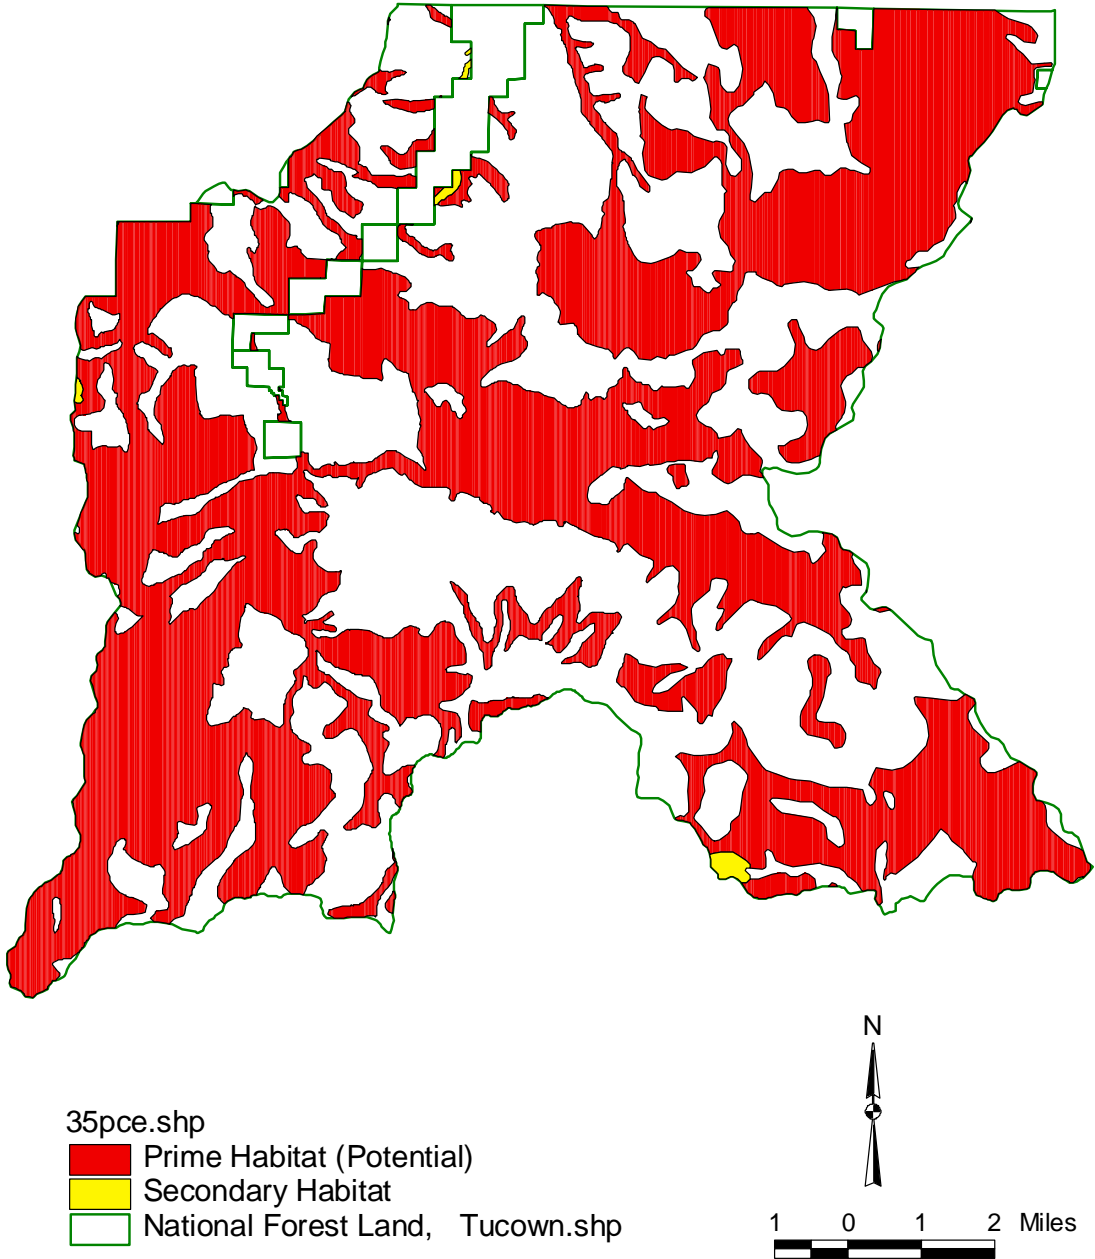 N
35pce.shp
Prime Habitat (Potential)
Secondary Habitat
National Forest Land, Tucown.shp
1 0 1 2 Miles